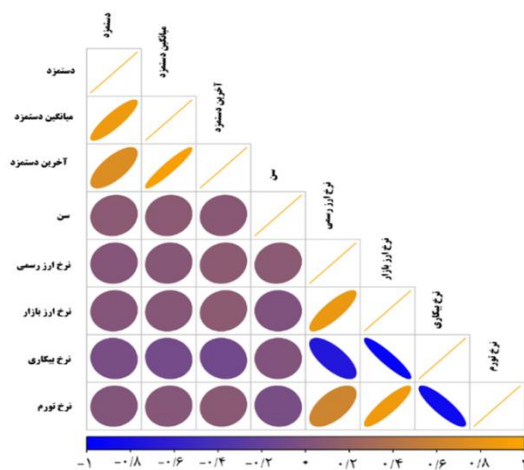 دستمزد
میانگین دستمزد
آخرین دستمزد
سن
نرخ ارز رسمی
نرخ ارز بازار
نرخ بیکاری
نرخ تورم
دستمزد
میانگین دستمزد
آخرین دستمزد
سن
نرخ ارز رسمی
نرخ ارز بازار
نرخ بیکاری
نرخ تورم
-۱ -۰/۸ -۰/۶ -۰/۴ -۰/۲ ۰ ۰/۲ ۰/۴ ۰/۶ ۰/۸